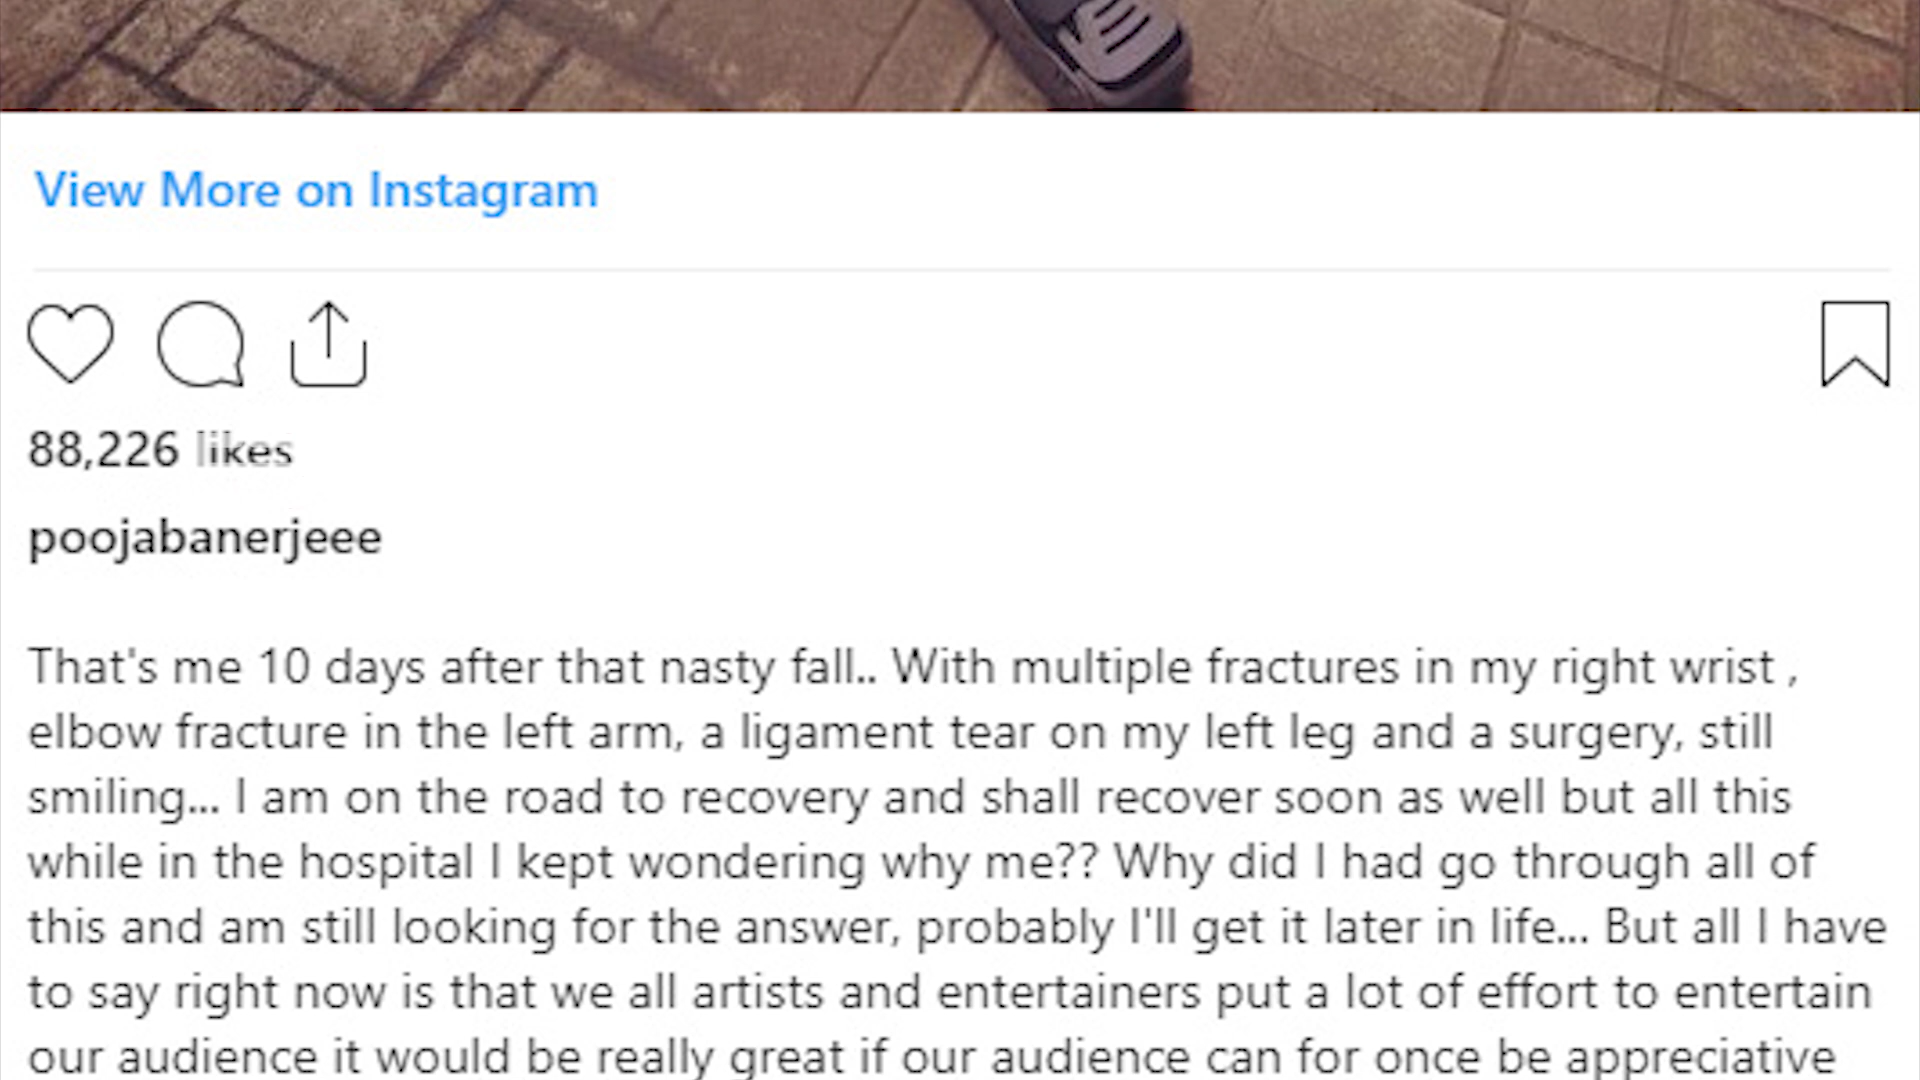 View More on Instagram
88,226 likes
poojabanerjeee
That's me 10 days after that nasty fall.. With multiple fractures in my right wrist ,
elbow fracture in the left arm, a ligament tear on my left leg and a surgery, still
smiling... I am on the road to recovery and shall recover soon as well but all this
while in the hospital I kept wondering why me?? Why did I had go through all of
this and am still looking for the answer, probably I'll get it later in life... But all I have
to say right now is that we all artists and entertainers put a lot of effort to entertain
our audience it would be really great if our audience can for once be appreciative